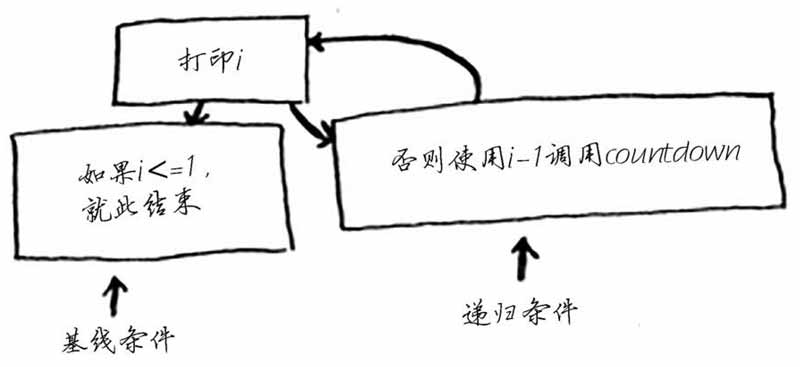 打印i
如果i<=1,
就此结束
否则使用i-1调用countdown
基线条件
递归条件